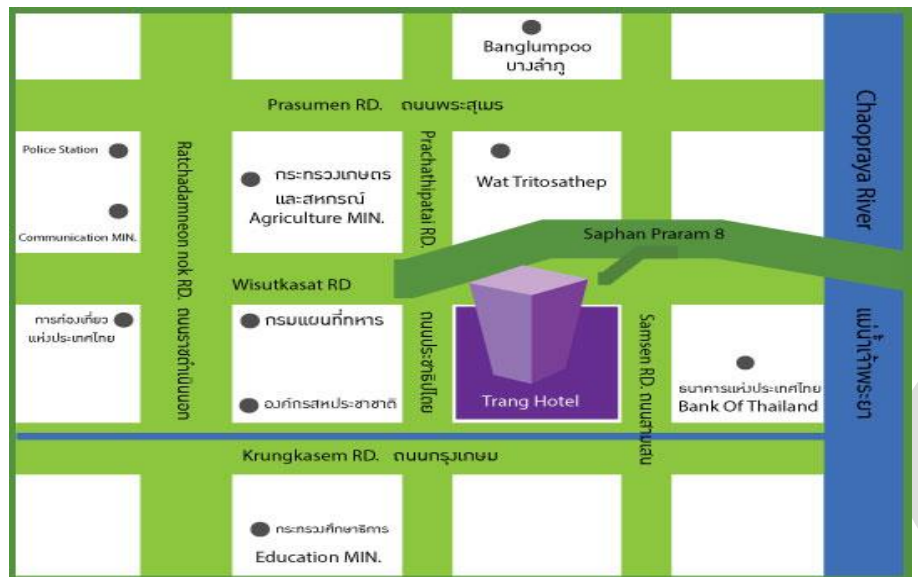 Banglumpoo
บางลำภู
Prasumen RD. ถนนพระสุเมร
Chaopraya River
แม่น้ำเจ้าพระยา
Police Station
Communication MIN.
Ratchadamneon nok RD. ถนนราชดำเนินนอก
กระทรวงเกษตร
และสหกรณ์
Agriculture MIN.
Prachathipatai RD.
ถนนประชาธิปไตย
Wat Tritosathep
Saphan Praram 8
Wisutkasat RD
การท่องเที่ยว
แห่งประเทศไทย
กรมแผนที่ทหาร
องค์กรสหประชาชาติ
Trang Hotel
Samsen RD. ถนนสามเสน
ธนาคารแห่งประเทศไทย
Bank Of Thailand
Krungkasem RD. ถนนกรุงเกษม
กระทรวงศึกษาธิการ
Education MIN.